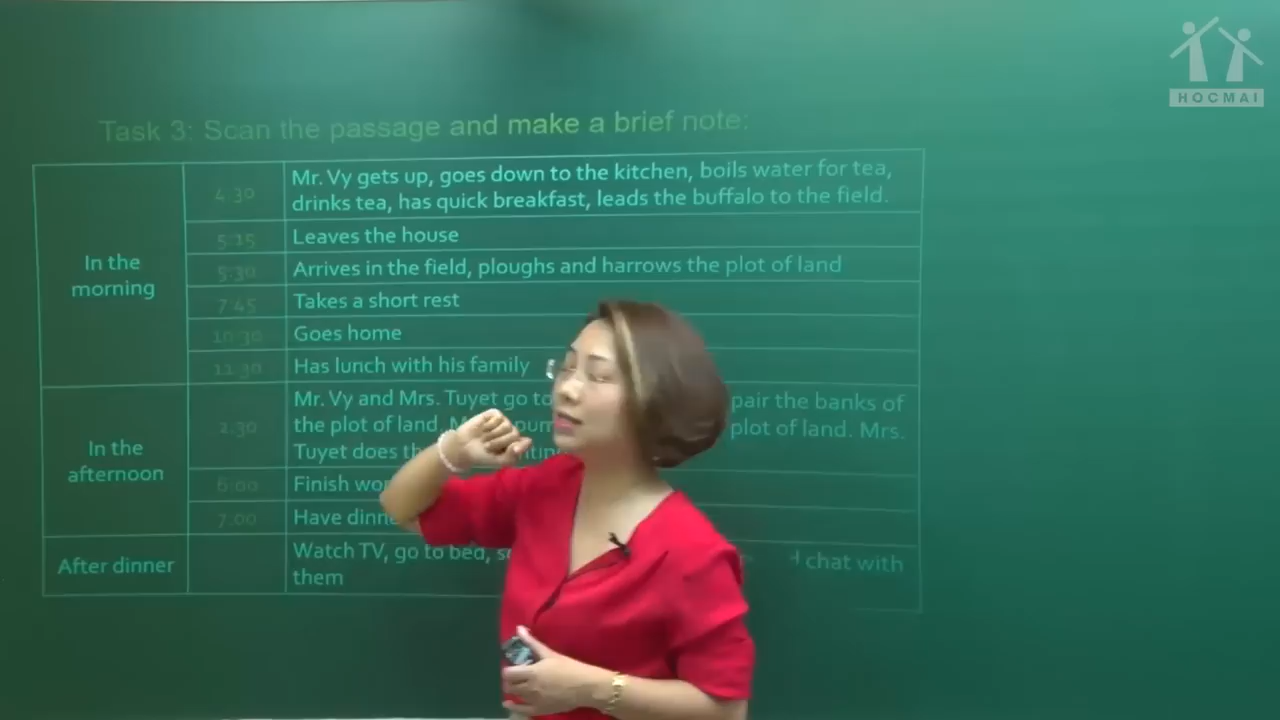 HOCMAI
Task 3: Scan the passage and make a brief note:
In the
morning
4:30
Mr. Vy gets up, goes down to the kitchen, boils water for tea,
drinks tea, has quick breakfast, leads the buffalo to the field.
5:15
Leaves the house
5:30
Arrives in the field, ploughs and harrows the plot of land
7:45
Takes a short rest
10:30
Goes home
11:30
Has lunch with his family
In the
afternoon
2:30
Mr. Vy and Mrs. Tuyet go to pair the banks of
the plot of land. plot of land. Mrs.
Tuyet does
6:00
Finish
7:00
Have
After dinner
Watch TV, go to bed, chat with
them